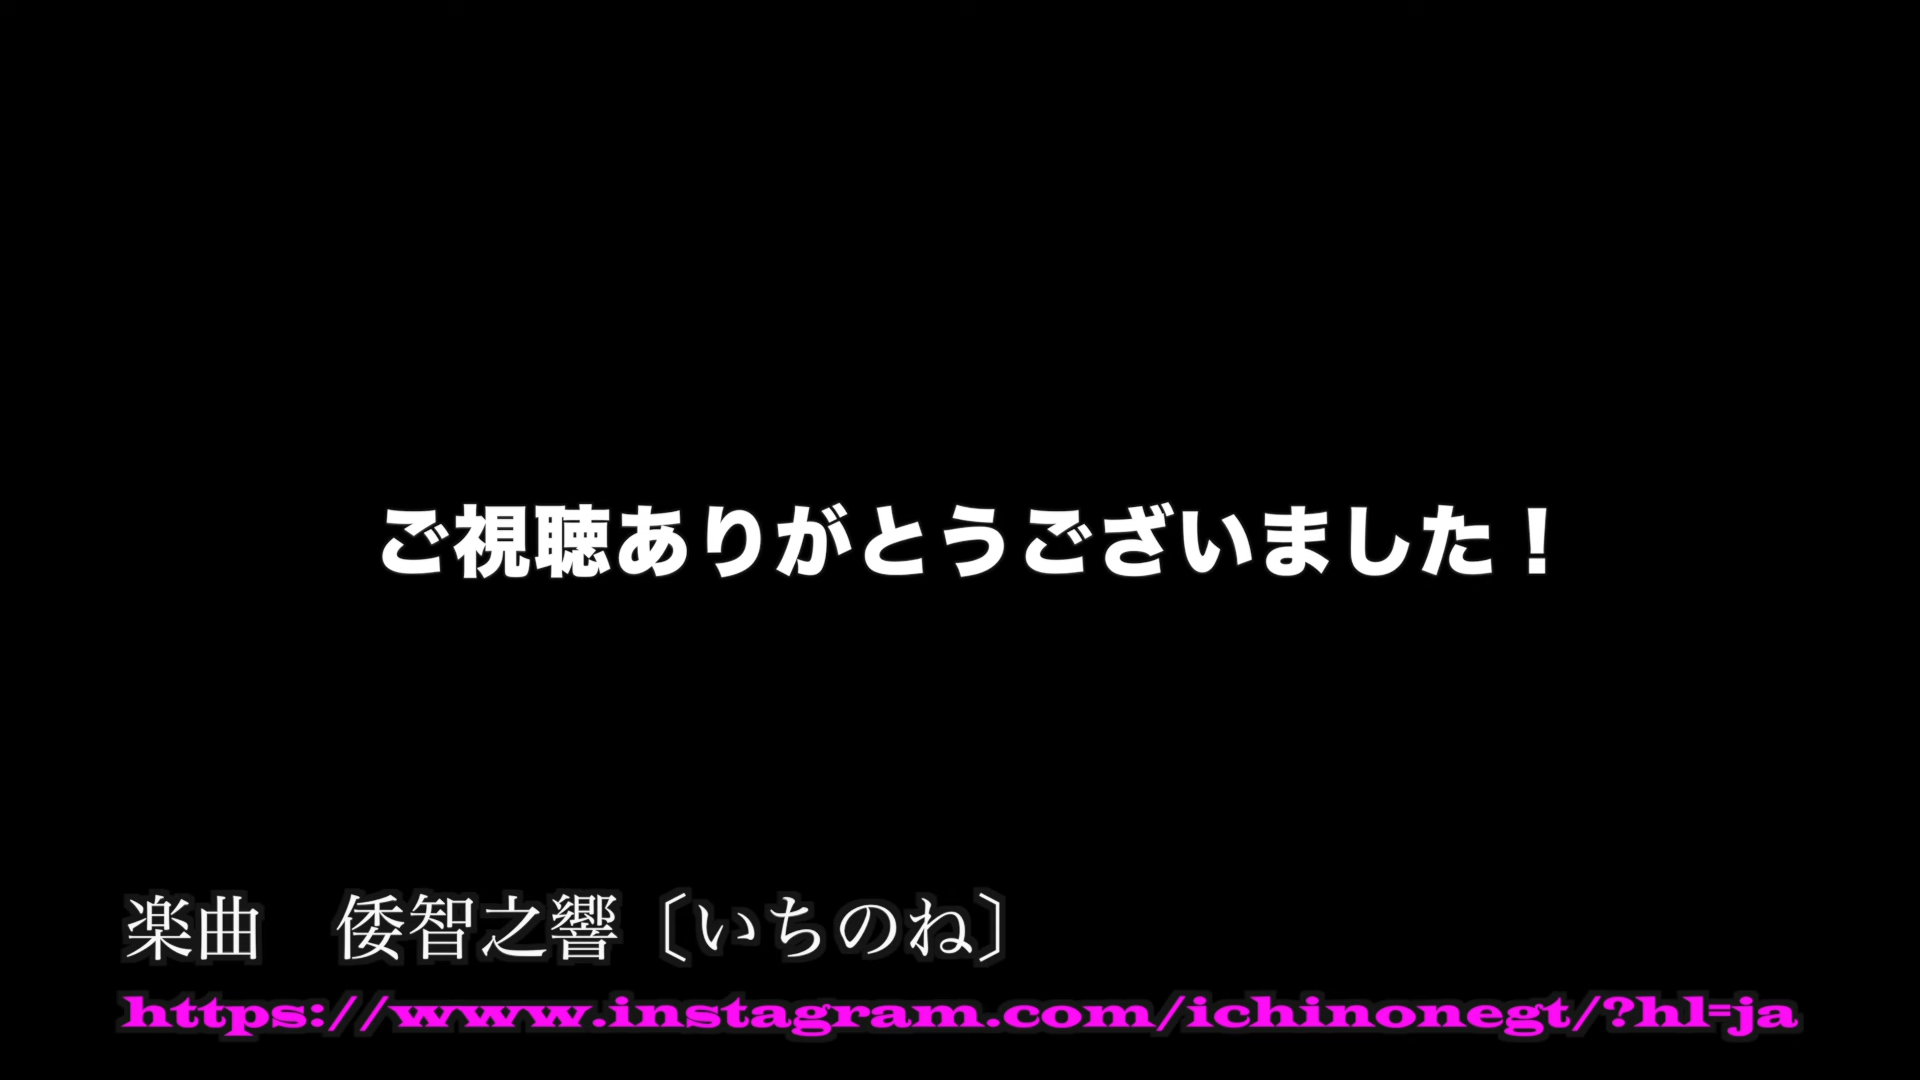 ご視聴ありがとうございました！
楽曲　倭智之響〔いちのね〕
https://www.instagram.com/ichinonegt/?hl=ja